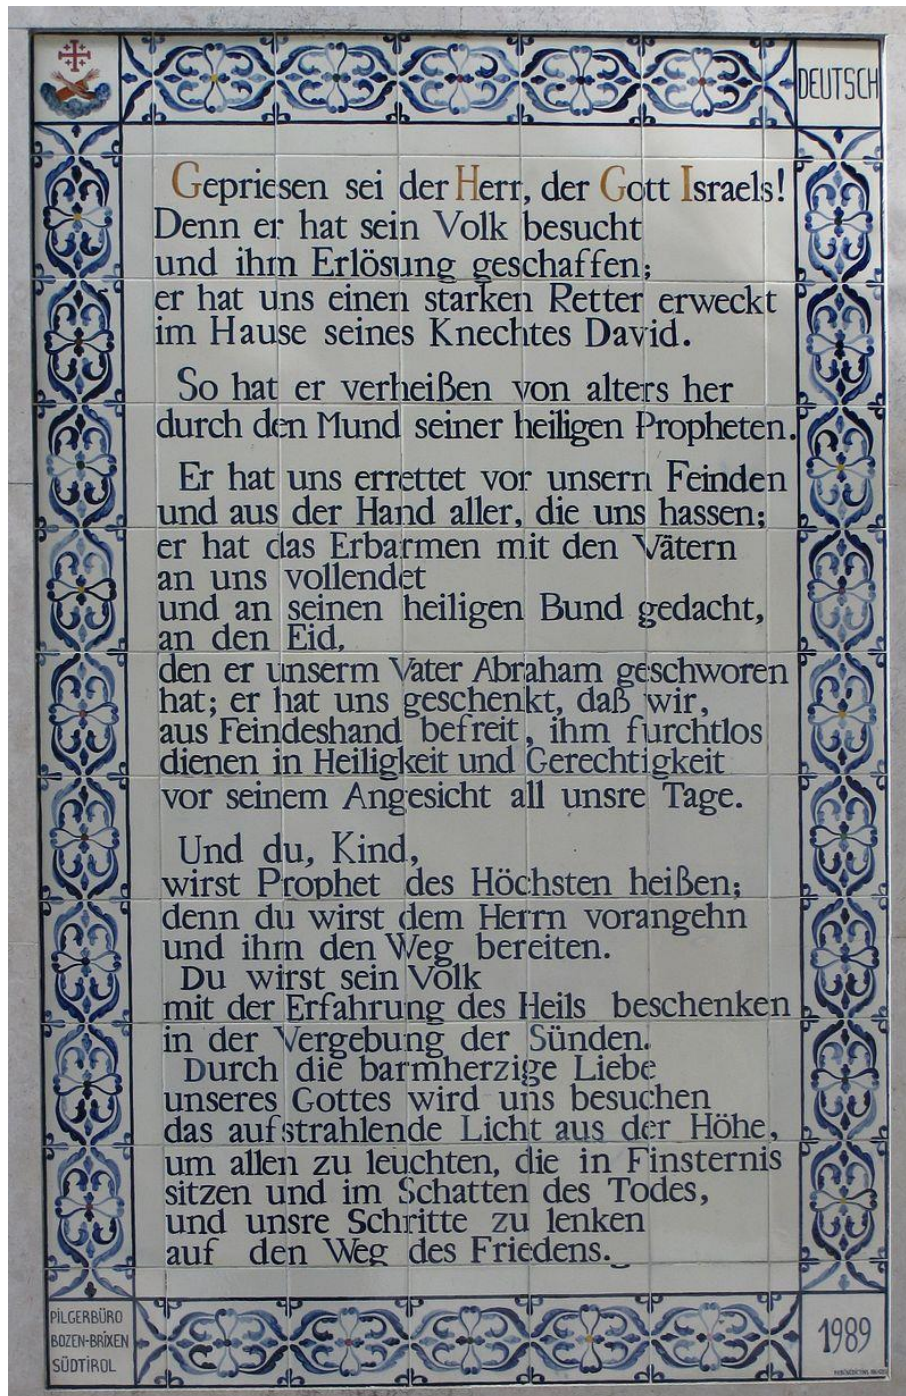 DEUTSCH
Gepriesen sei der Herr, der Gott Israels!
Denn er hat sein Volk besucht
und ihm Erlösung geschaffen;
er hat uns einen starken Retter erweckt
im Hause seines Knechtes David.
So hat er verheißen von alters her
durch den Mund seiner heiligen Propheten.
Er hat uns errettet vor unsern Feinden
und aus der Hand aller, die uns hassen;
er hat das Erbarmen mit den Vätern
an uns vollendet
und an seinen heiligen Bund gedacht,
an den Eid,
den er unserm Vater Abraham geschworen
hat; er hat uns geschenkt, daß wir,
aus Feindeshand befreit, ihm furchtlos
dienen in Heiligkeit und Gerechtigkeit
vor seinem Angesicht all unsre Tage.
Und du, Kind,
wirst Prophet des Höchsten heißen;
denn du wirst dem Herrn vorangehn
und ihm den Weg bereiten.
Du wirst sein Volk
mit der Erfahrung des Heils beschenken
in der Vergebung der Sünden.
Durch die barmherzige Liebe
unseres Gottes wird uns besuchen
das aufstrahlende Licht aus der Höhe,
um allen zu leuchten, die in Finsternis
sitzen und im Schatten des Todes,
und unsre Schritte zu lenken
auf den Weg des Friedens.
PILGERBÜRO
BOZEN-BRIXEN
SÜDTIROL
1989